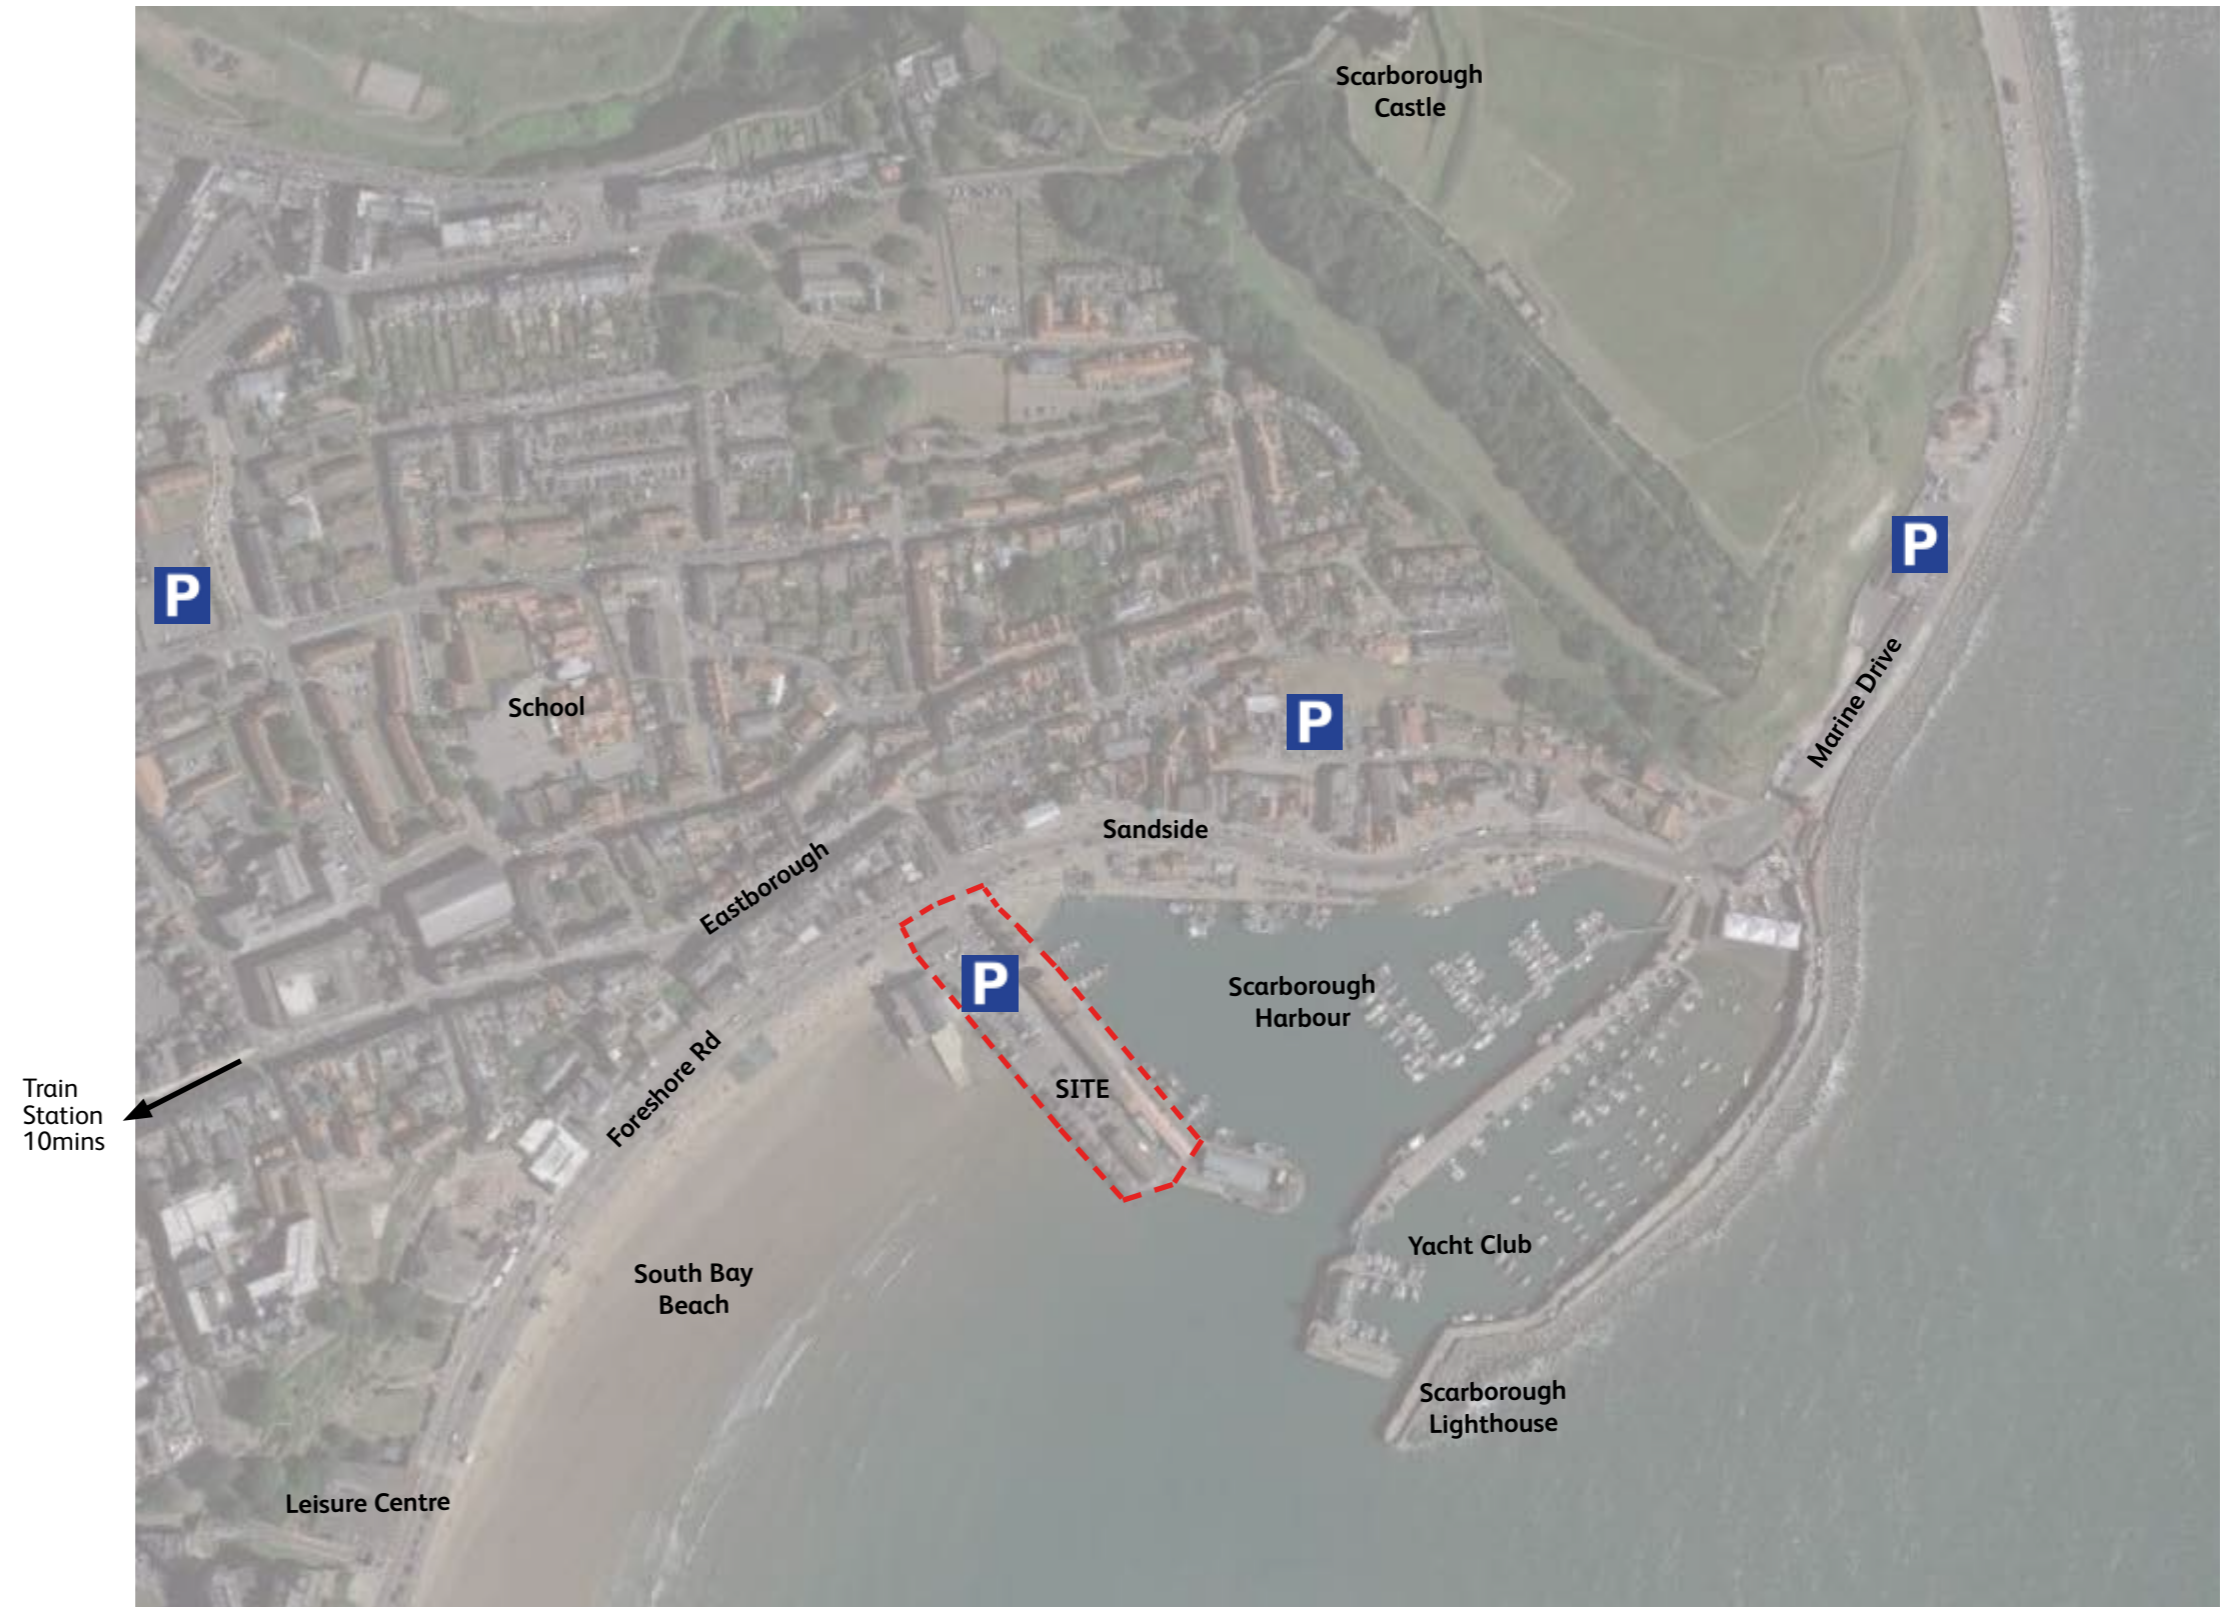 Scarborough
Castle
P
P
Marine Drive
School
P
Sandside
Eastborough
P
Scarborough
Harbour
Foreshore Rd
SITE
Train
Station
10mins
Yacht Club
South Bay
Beach
Scarborough
Lighthouse
Leisure Centre